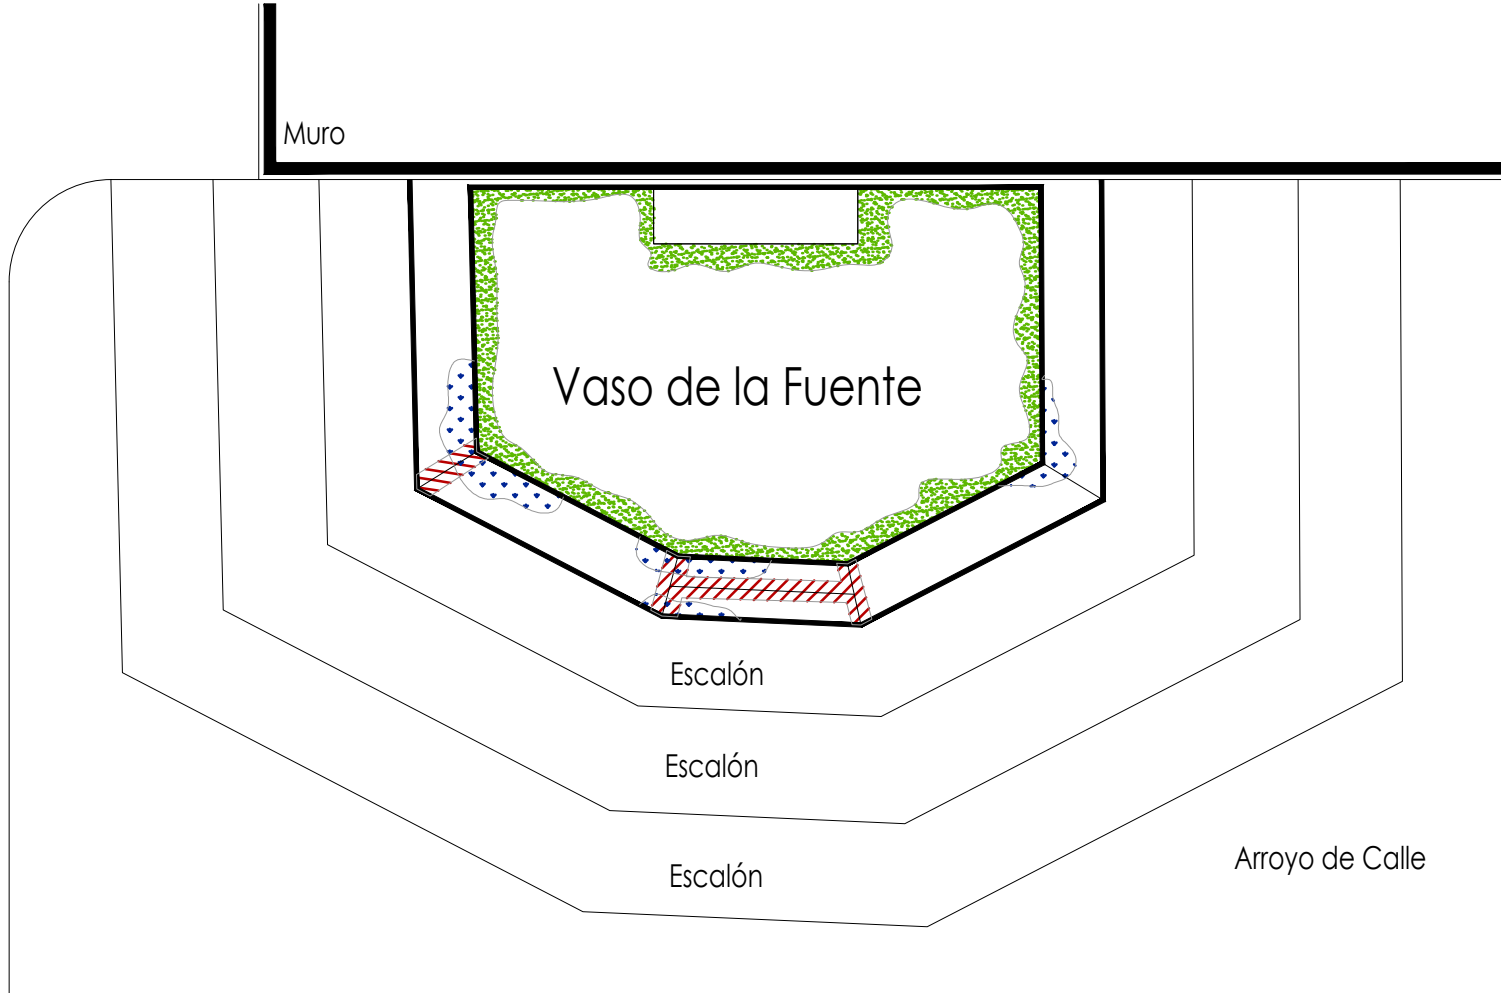 Muro
Vaso de la Fuente
Escalón
Escalón
Escalón
Arroyo de Calle